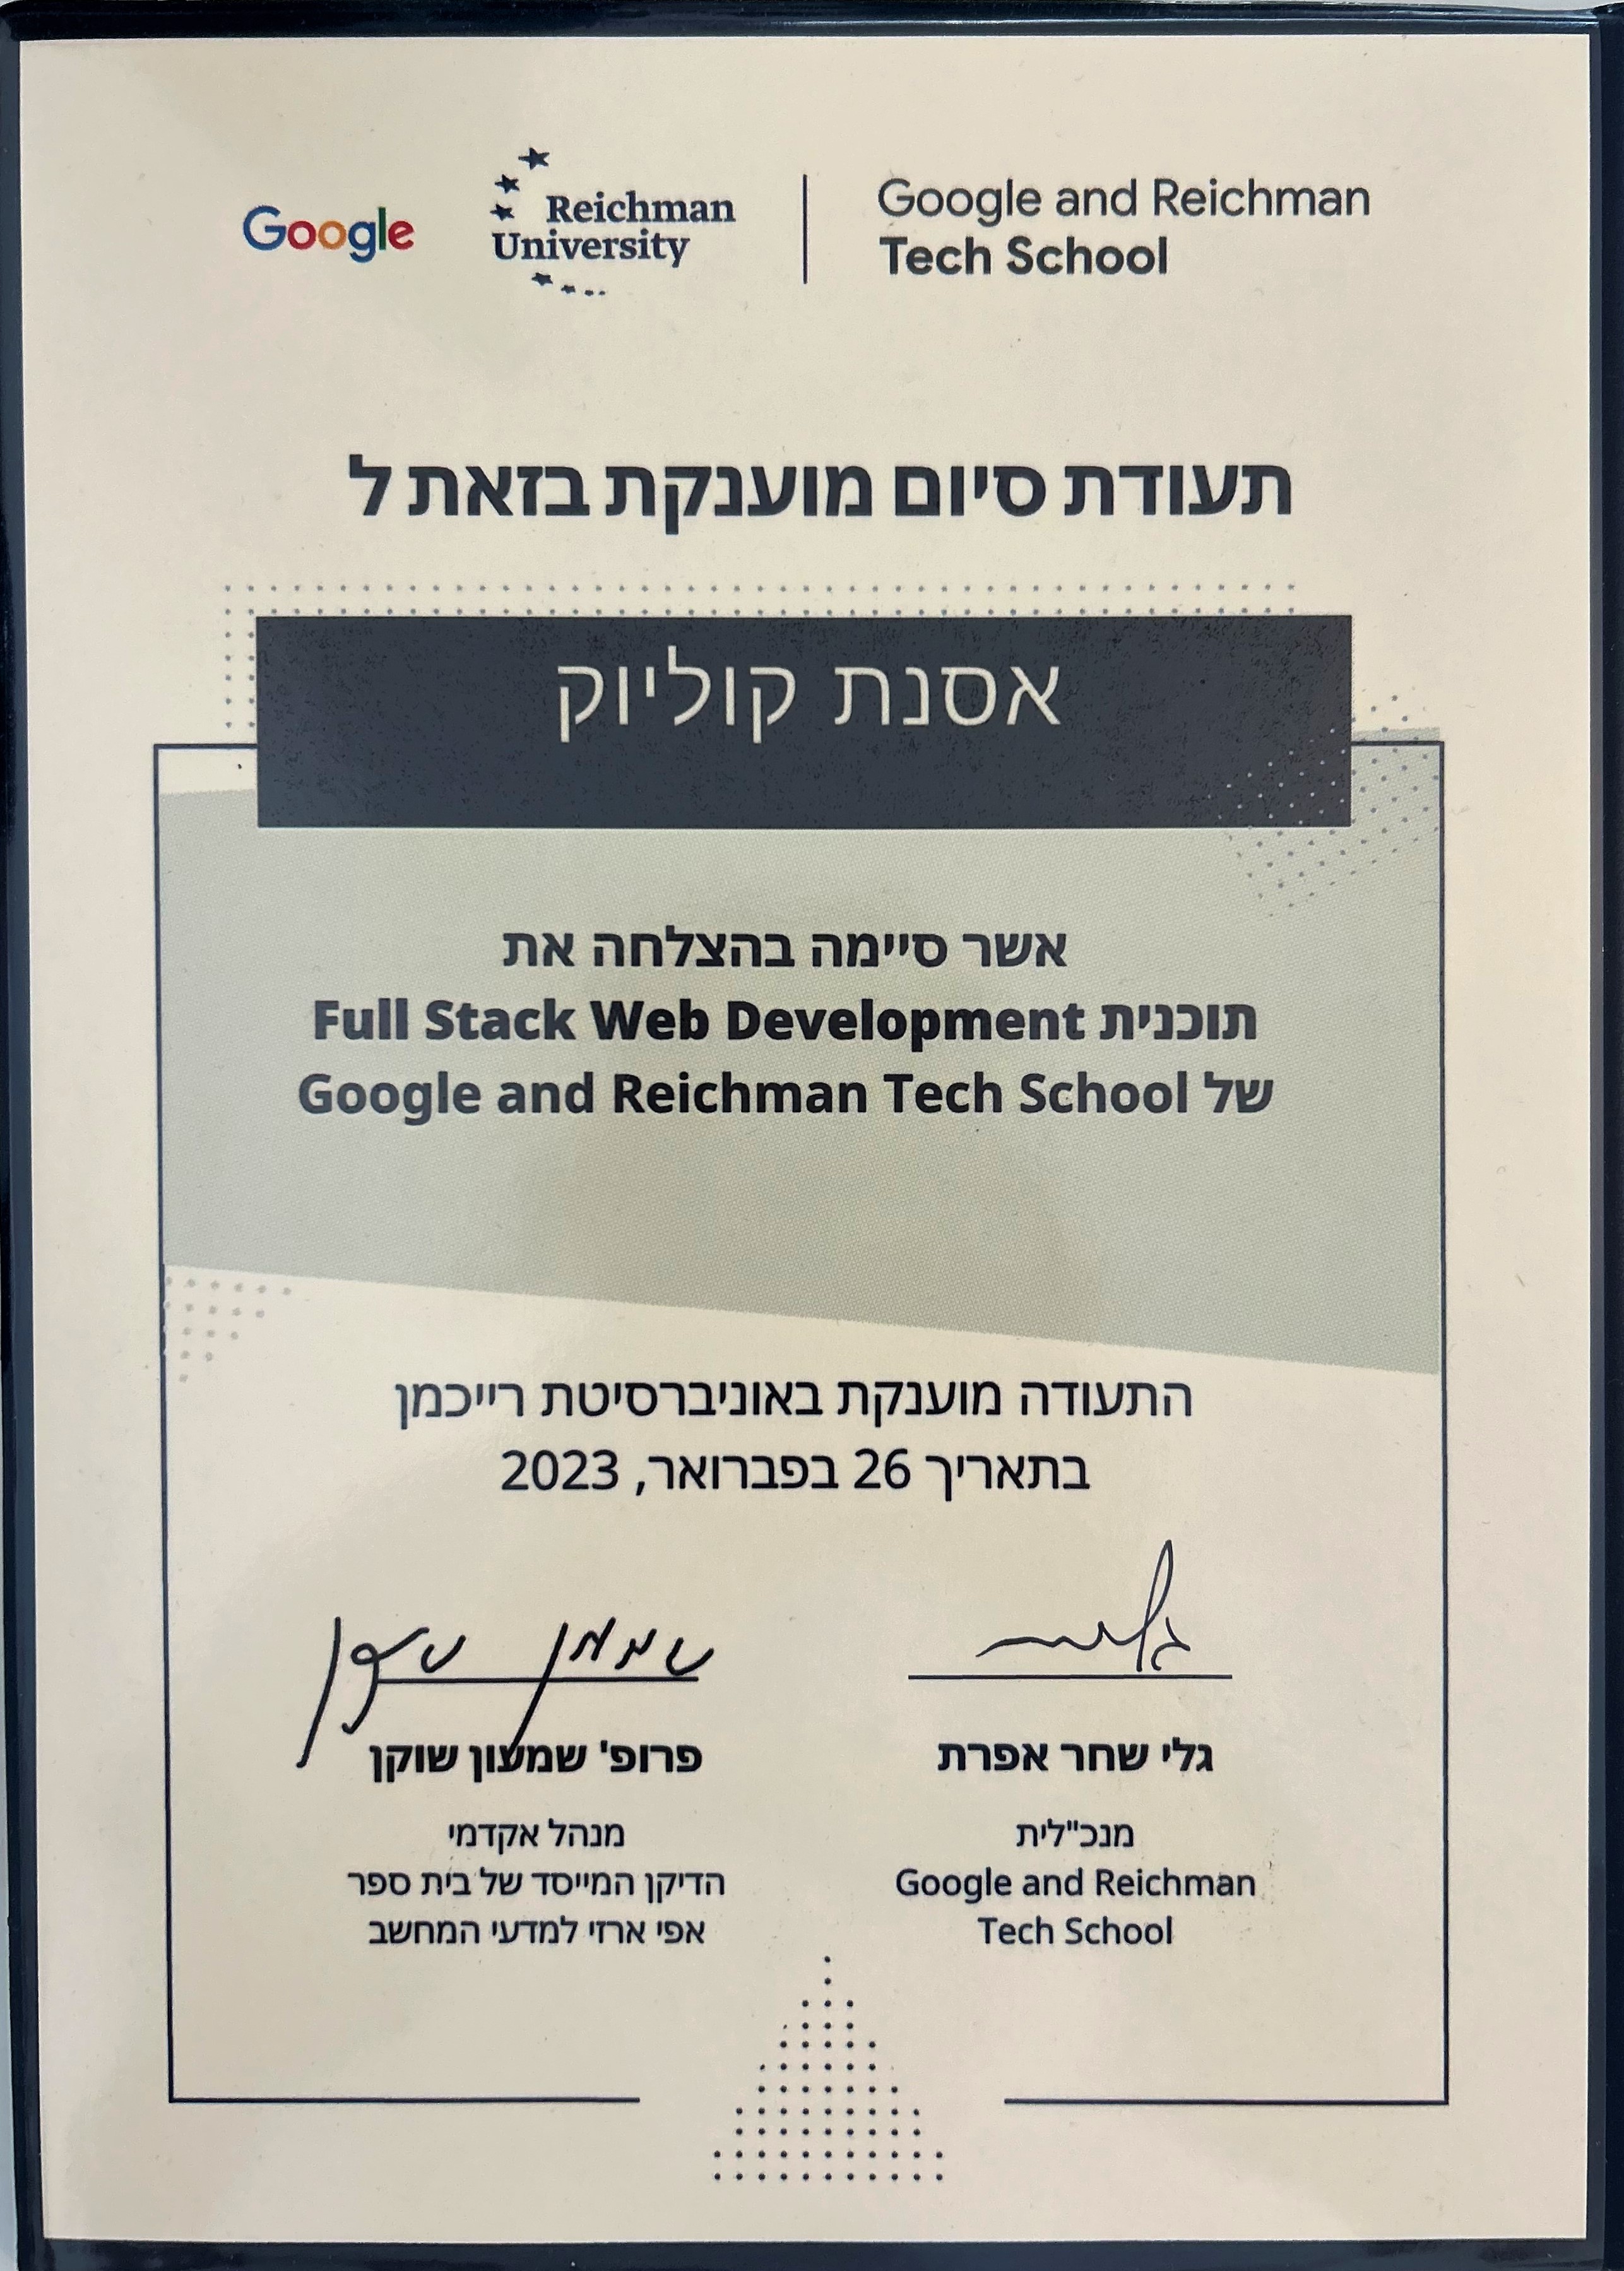 Google
Reichman
University
Google and Reichman
Tech School
תעודת סיום מוענקת בזאת ל
אסנת קוליוק
אשר סיימה בהצלחה את
תוכנית Full Stack Web Development
של Google and Reichman Tech School
התעודה מוענקת באוניברסיטת רייכמן
בתאריך 26 בפברואר, 2023
גלי שחר אפרת
מנכ"לית
Google and Reichman
Tech School
פרופ' שמעון שוקן
מנהל אקדמי
הדיקן המייסד של בית ספר
אפי ארזי למדעי המחשב